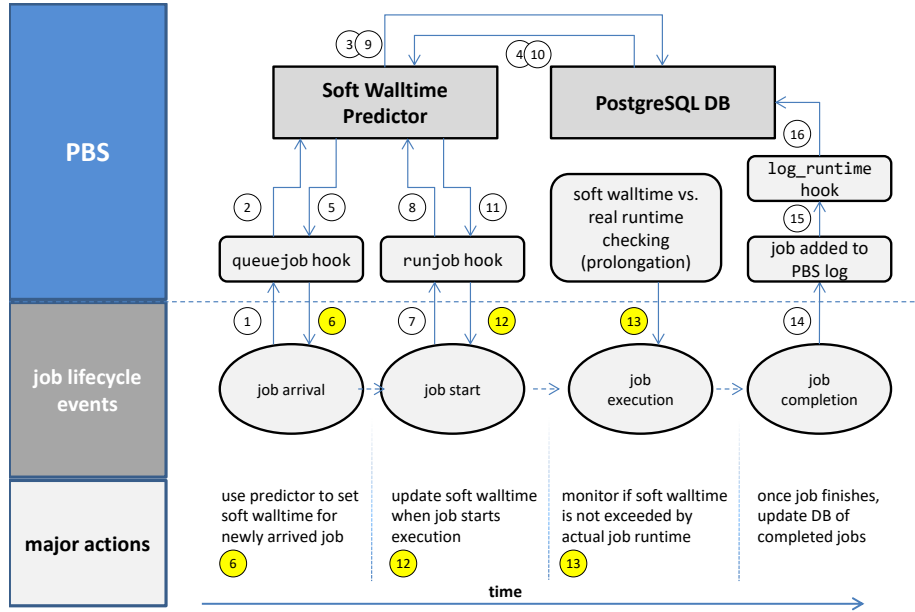 3 9
4 10
Soft Walltime
Predictor
PostgreSQL DB
PBS
16
log_runtime
hook
2
5
8
11
soft walltime vs.
real runtime
checking
(prolongation)
15
queuejob hook
runjob hook
job added to
PBS log
1
6
7
12
13
14
job lifecycle
events
job arrival
job start
job
execution
job
completion
major actions
use predictor to set
soft walltime for
newly arrived job
6
update soft walltime
when job starts
execution
12
monitor if soft walltime
is not exceeded by
actual job runtime
13
once job finishes,
update DB of
completed jobs
time